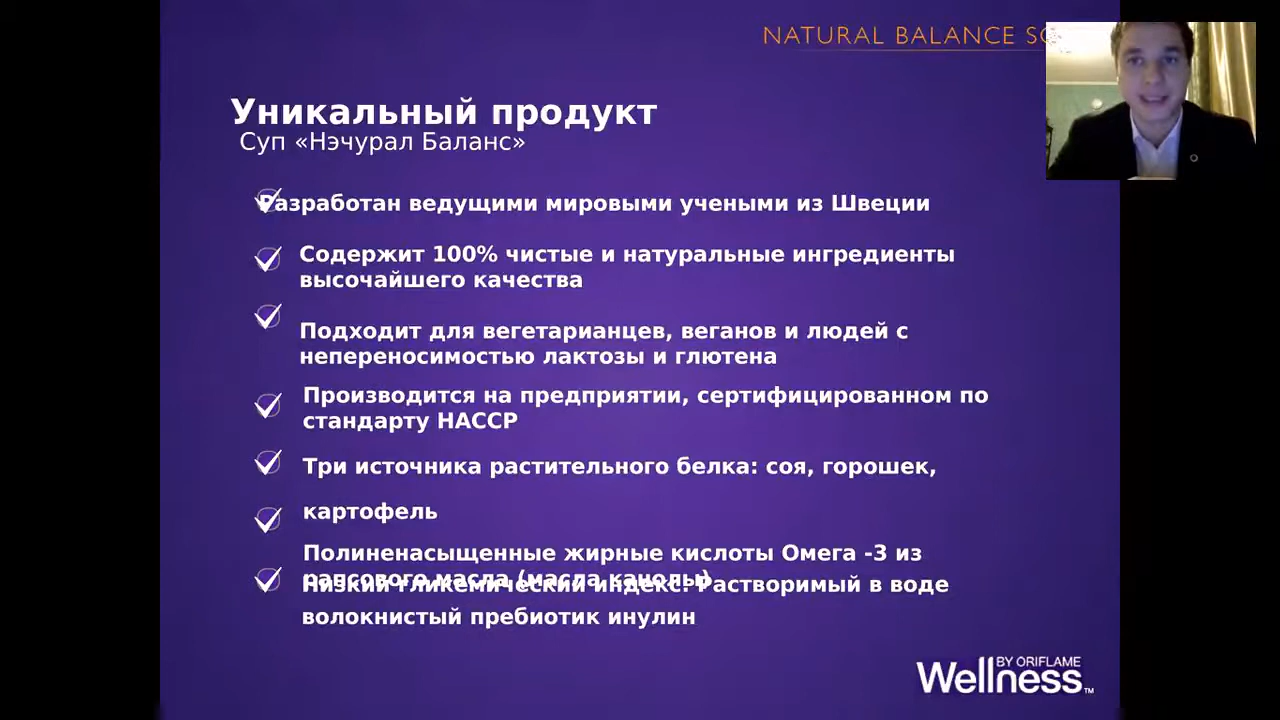 NATURAL BALANCE
Уникальный продукт
Суп «Нэчурал Баланс»
Разработан ведущими мировыми учеными из Швеции
Содержит 100% чистые и натуральные ингредиенты
высочайшего качества
Подходит для вегетарианцев, веганов и людей с
непереносимостью лактозы и глютена
Производится на предприятии, сертифицированном по
стандарту HACCP
Три источника растительного белка: соя, горошек,
картофель
Полиненасыщенные жирные кислоты Омега -3 из
рапсового масла (масла канолы)
Низкий гликемический индекс. Растворимый в воде
волокнистый пребиотик инулин
BY ORIFLAME
Wellness™